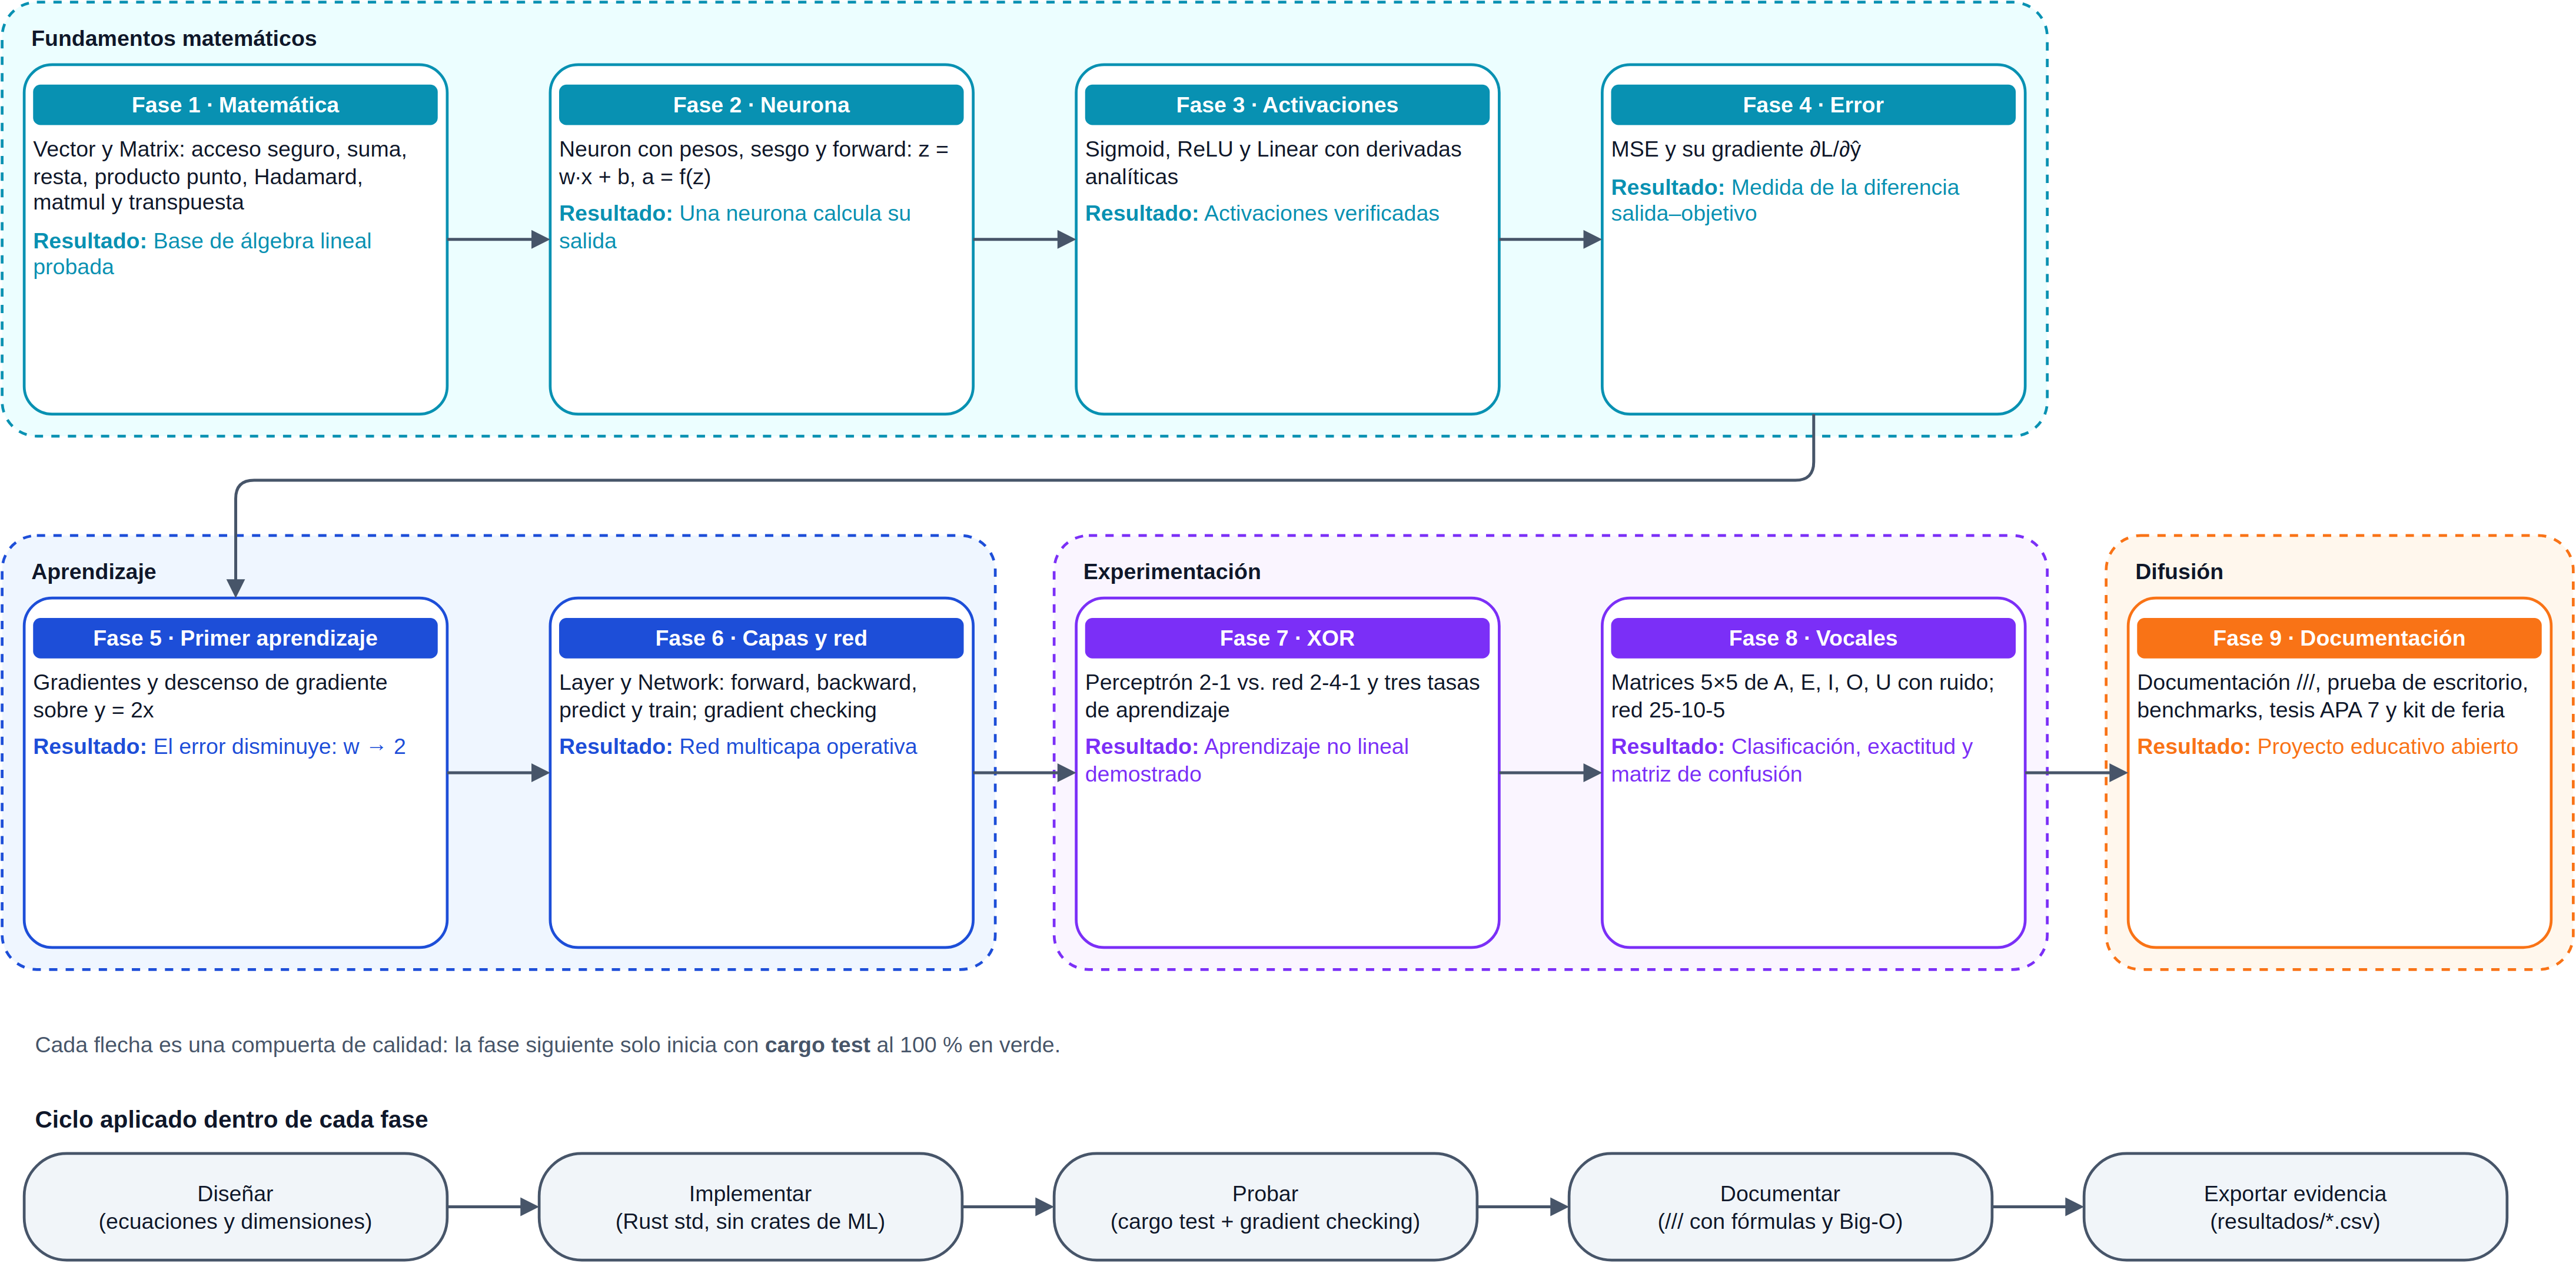 Fundamentos matemáticos
Fase 1 · Matemática
Vector y Matrix: acceso seguro, suma,
resta, producto punto, Hadamard,
matmul y transpuesta
Resultado: Base de álgebra lineal
probada
Fase 2 · Neurona
Neuron con pesos, sesgo y forward: z =
w·x + b, a = f(z)
Resultado: Una neurona calcula su
salida
Fase 3 · Activaciones
Sigmoid, ReLU y Linear con derivadas
analíticas
Resultado: Activaciones verificadas
Fase 4 · Error
MSE y su gradiente ∂L/∂ŷ
Resultado: Medida de la diferencia
salida–objetivo
Aprendizaje
Fase 5 · Primer aprendizaje
Gradientes y descenso de gradiente
sobre y = 2x
Resultado: El error disminuye: w → 2
Fase 6 · Capas y red
Layer y Network: forward, backward,
predict y train; gradient checking
Resultado: Red multicapa operativa
Experimentación
Fase 7 · XOR
Perceptrón 2-1 vs. red 2-4-1 y tres tasas
de aprendizaje
Resultado: Aprendizaje no lineal
demostrado
Fase 8 · Vocales
Matrices 5×5 de A, E, I, O, U con ruido;
red 25-10-5
Resultado: Clasificación, exactitud y
matriz de confusión
Difusión
Fase 9 · Documentación
Documentación ///, prueba de escritorio,
benchmarks, tesis APA 7 y kit de feria
Resultado: Proyecto educativo abierto
Cada flecha es una compuerta de calidad: la fase siguiente solo inicia con cargo test al 100 % en verde.
Ciclo aplicado dentro de cada fase
Diseñar
(ecuaciones y dimensiones)
Implementar
(Rust std, sin crates de ML)
Probar
(cargo test + gradient checking)
Documentar
(/// con fórmulas y Big-O)
Exportar evidencia
(resultados/*.csv)